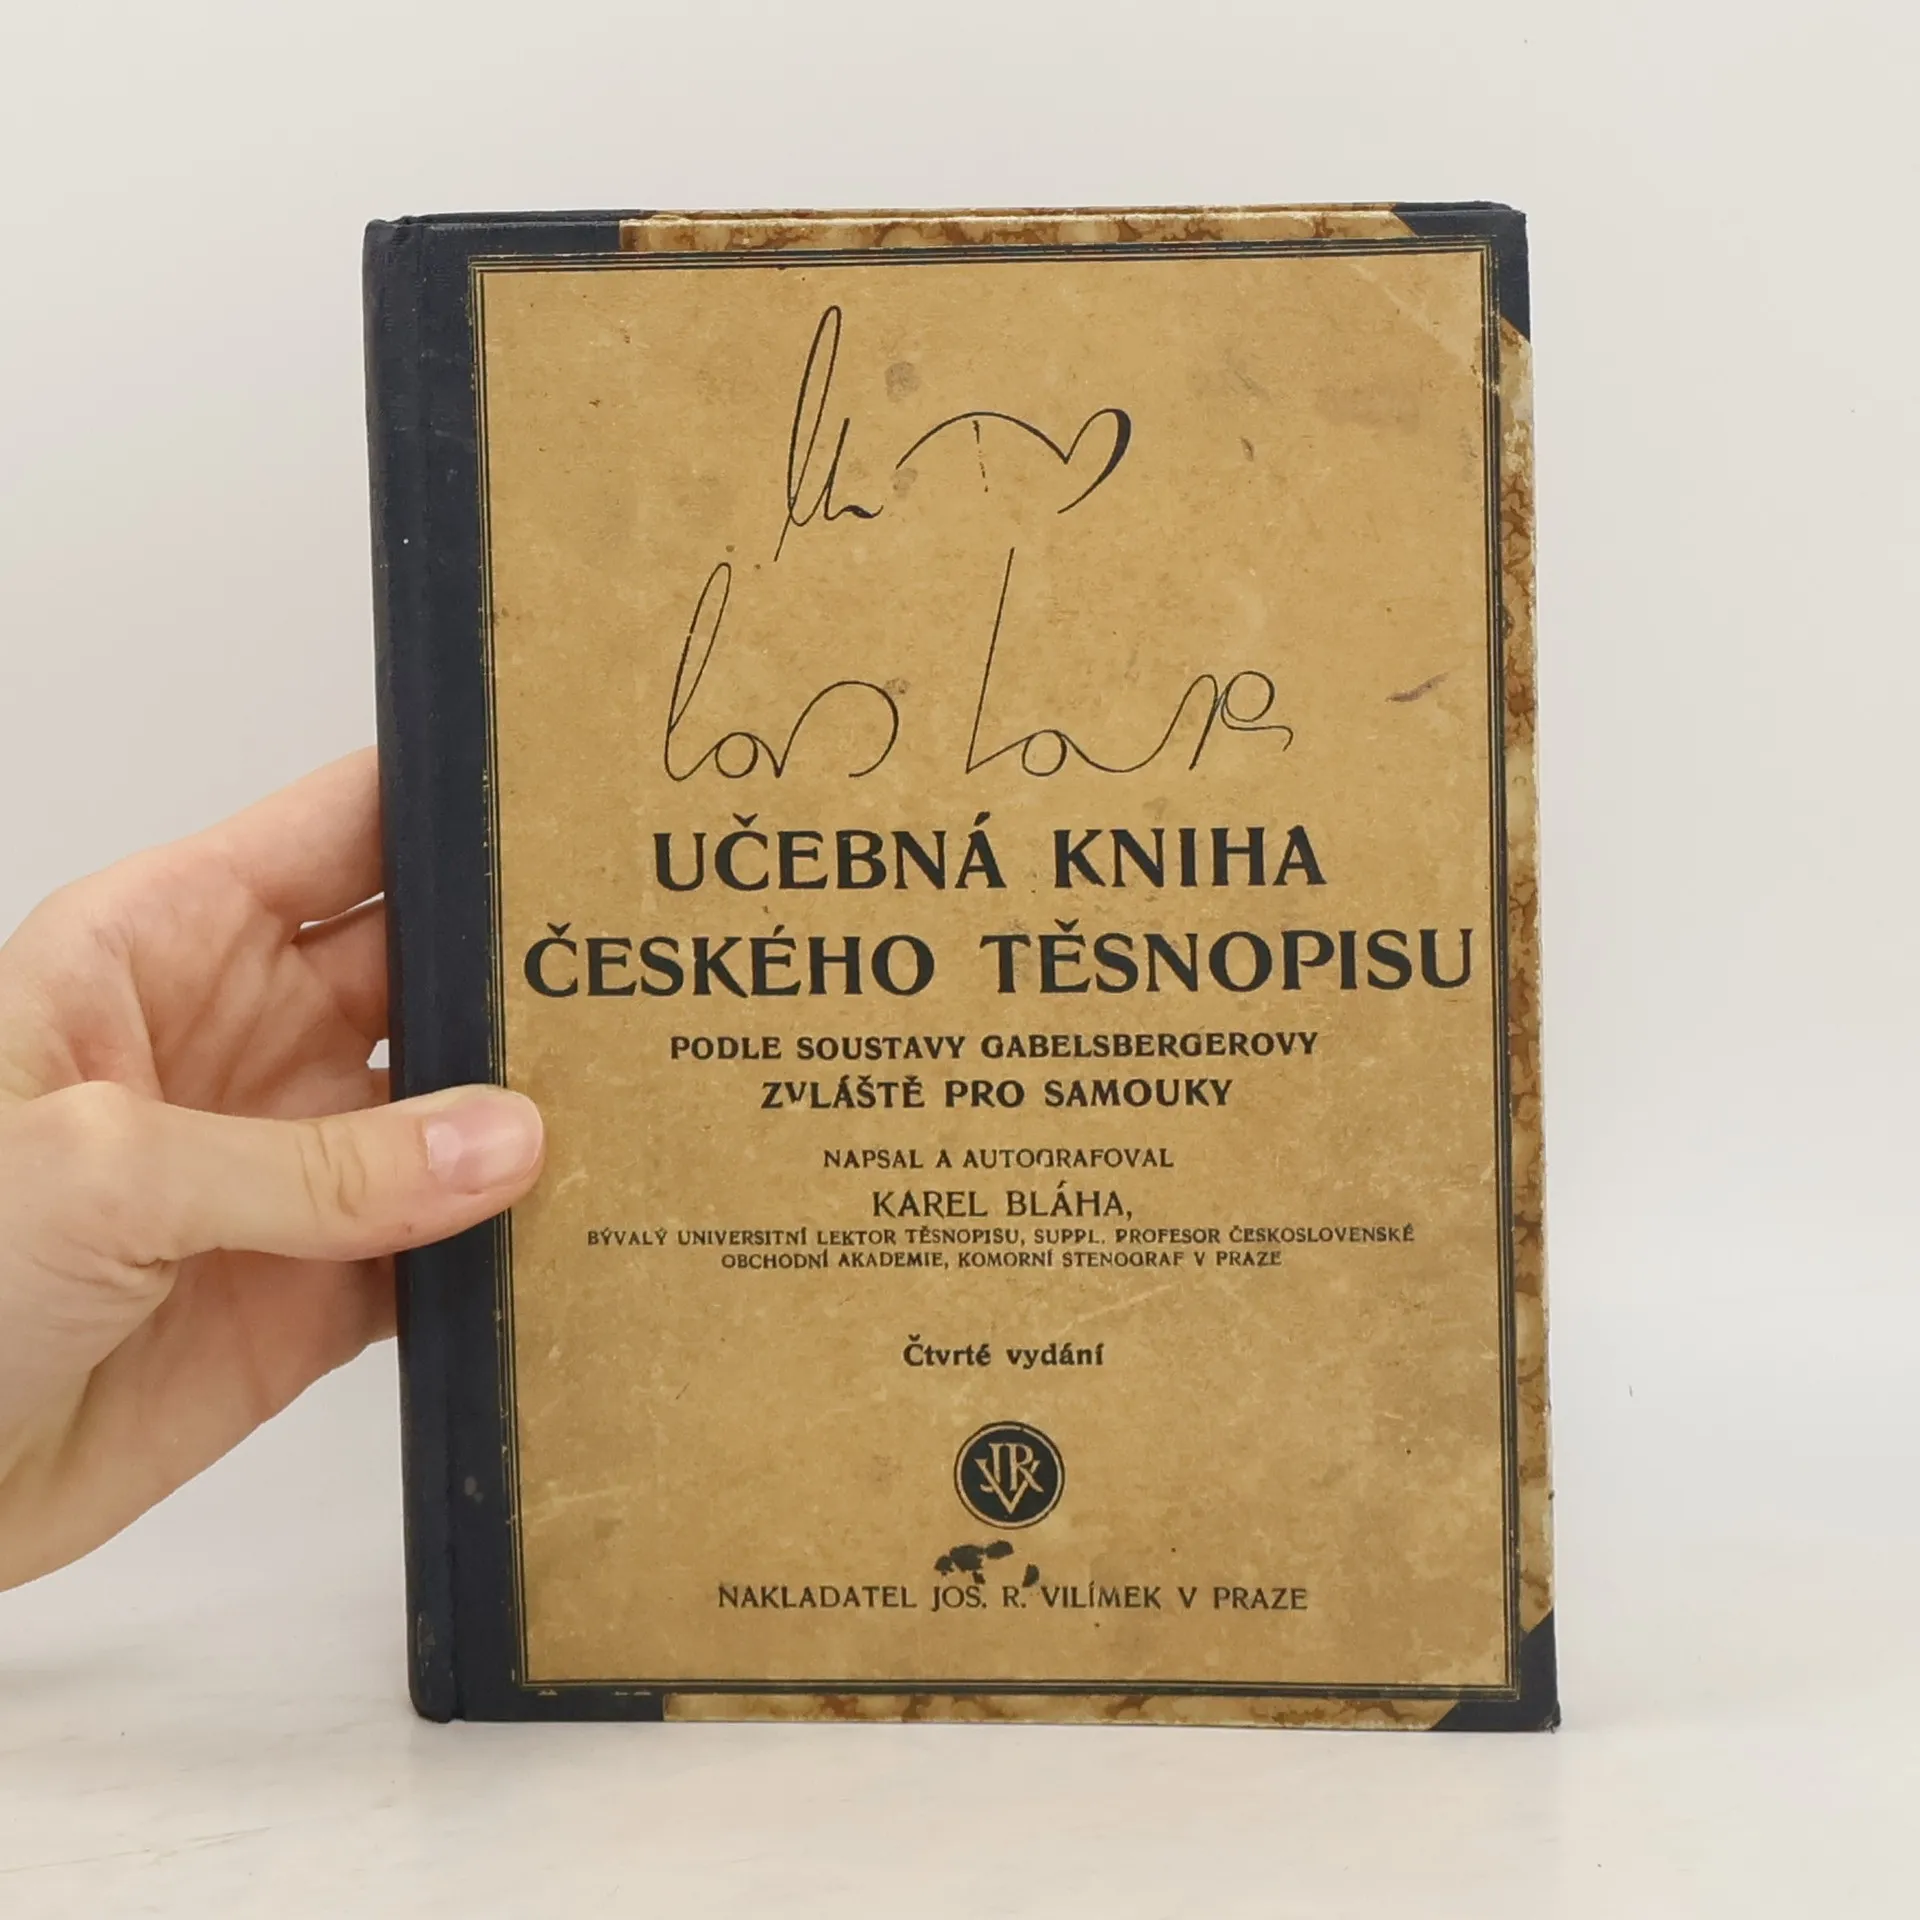 UČEBNÁ KNIHA
ČESKÉHO TĚSNOPISU
PODLE SOUSTAVY GABELSBERGEROVY
ZVLÁŠTĚ PRO SAMOUKY
NAPSAL A AUTOGRAFOVAL
KAREL BLÁHA,
BÝVALÝ UNIVERSITNÍ LEKTOR TĚSNOPISU, SUPPL. PROFESOR ČESKOSLOVENSKÉ
OBCHODNÍ AKADEMIE, KOMORNÍ STENOGRAF V PRAZE
Čtvrté vydání
JRV
NAKLADATEL JOS. R. VILÍMEK V PRAZE